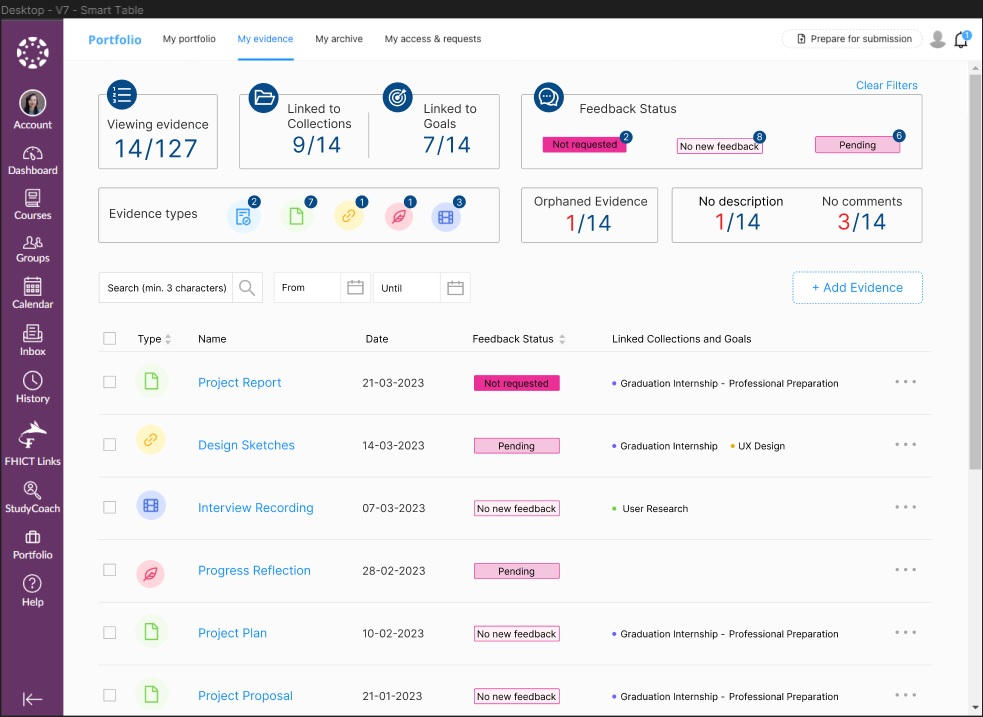 Desktop - V7 - Smart Table
Portfolio
My portfolio
My evidence
My archive
My access & requests
Prepare for submission
1
Account
Dashboard
Courses
Groups
Calendar
Inbox
History
FHICT Links
StudyCoach
Portfolio
Help
Clear Filters
Viewing evidence
14/127
Linked to
Collections
9/14
Linked to
Goals
7/14
Feedback Status
Not requested
2
No new feedback
8
Pending
6
Evidence types
2
7
1
1
3
Orphaned Evidence
1/14
No description
1/14
No comments
3/14
Search (min. 3 characters)
From
Until
+ Add Evidence
Type
Name
Date
Feedback Status
Linked Collections and Goals
Project Report
21-03-2023
Not requested
Graduation Internship - Professional Preparation
Design Sketches
14-03-2023
Pending
Graduation Internship
UX Design
Interview Recording
07-03-2023
No new feedback
User Research
Progress Reflection
28-02-2023
Pending
Project Plan
10-02-2023
No new feedback
Graduation Internship - Professional Preparation
Project Proposal
21-01-2023
No new feedback
Graduation Internship - Professional Preparation